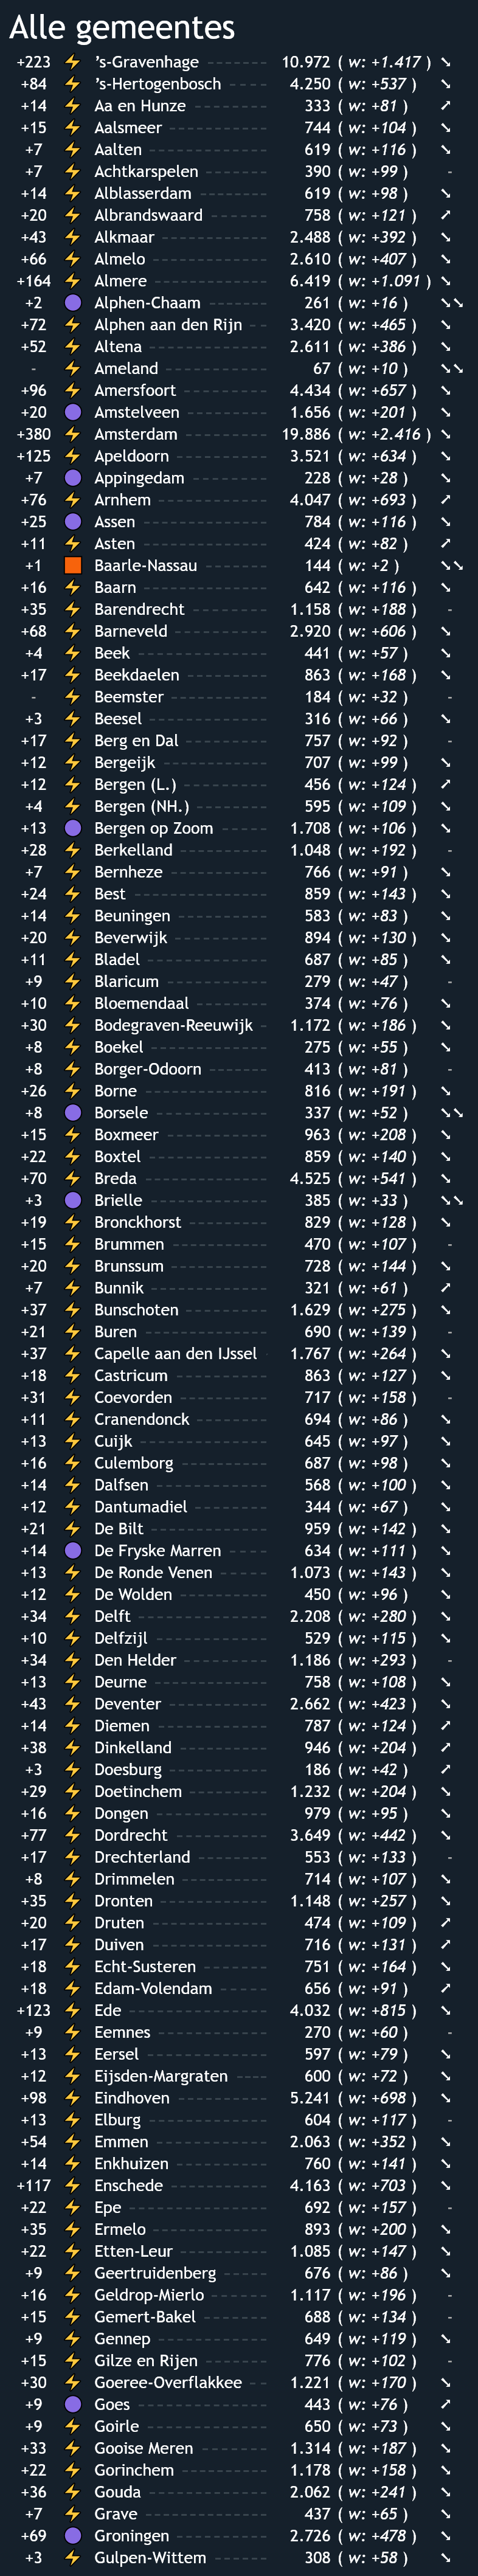 Alle gemeentes
+223 ’s-Gravenhage 10.972 ( w: +1.417 )
+84 ’s-Hertogenbosch 4.250 ( w: +537 )
+14 Aa en Hunze 333 ( w: +81 )
+15 Aalsmeer 744 ( w: +104 )
+7 Aalten 619 ( w: +116 )
+7 Achtkarspelen 390 ( w: +99 ) -
+14 Alblasserdam 619 ( w: +98 )
+20 Albrandswaard 758 ( w: +121 )
+43 Alkmaar 2.488 ( w: +392 )
+66 Almelo 2.610 ( w: +407 )
+164 Almere 6.419 ( w: +1.091 )
+2 Alphen-Chaam 261 ( w: +16 )
+72 Alphen aan den Rijn 3.420 ( w: +465 )
+52 Altena 2.611 ( w: +386 )
- Ameland 67 ( w: +10 )
+96 Amersfoort 4.434 ( w: +657 )
+20 Amstelveen 1.656 ( w: +201 )
+380 Amsterdam 19.886 ( w: +2.416 )
+125 Apeldoorn 3.521 ( w: +634 )
+7 Appingedam 228 ( w: +28 )
+76 Arnhem 4.047 ( w: +693 )
+25 Assen 784 ( w: +116 )
+11 Asten 424 ( w: +82 )
+1 Baarle-Nassau 144 ( w: +2 )
+16 Baarn 642 ( w: +116 )
+35 Barendrecht 1.158 ( w: +188 ) -
+68 Barneveld 2.920 ( w: +606 )
+4 Beek 441 ( w: +57 )
+17 Beekdaelen 863 ( w: +168 )
- Beemster 184 ( w: +32 ) -
+3 Beesel 316 ( w: +66 )
+17 Berg en Dal 757 ( w: +92 ) -
+12 Bergeijk 707 ( w: +99 )
+12 Bergen (L.) 456 ( w: +124 )
+4 Bergen (NH.) 595 ( w: +109 )
+13 Bergen op Zoom 1.708 ( w: +106 )
+28 Berkelland 1.048 ( w: +192 ) -
+7 Bernheze 766 ( w: +91 )
+24 Best 859 ( w: +143 )
+14 Beuningen 583 ( w: +83 )
+20 Beverwijk 894 ( w: +130 )
+11 Bladel 687 ( w: +85 )
+9 Blaricum 279 ( w: +47 ) -
+10 Bloemendaal 374 ( w: +76 )
+30 Bodegraven-Reeuwijk 1.172 ( w: +186 )
+8 Boekel 275 ( w: +55 )
+8 Borger-Odoorn 413 ( w: +81 ) -
+26 Borne 816 ( w: +191 )
+8 Borsele 337 ( w: +52 )
+15 Boxmeer 963 ( w: +208 )
+22 Boxtel 859 ( w: +140 )
+70 Breda 4.525 ( w: +541 )
+3 Brielle 385 ( w: +33 )
+19 Bronckhorst 829 ( w: +128 )
+15 Brummen 470 ( w: +107 ) -
+20 Brunssum 728 ( w: +144 )
+7 Bunnik 321 ( w: +61 )
+37 Bunschoten 1.629 ( w: +275 )
+21 Buren 690 ( w: +139 ) -
+37 Capelle aan den IJssel 1.767 ( w: +264 )
+18 Castricum 863 ( w: +127 )
+31 Coevorden 717 ( w: +158 ) -
+11 Cranendonck 694 ( w: +86 )
+13 Cuijk 645 ( w: +97 )
+16 Culemborg 687 ( w: +98 )
+14 Dalfsen 568 ( w: +100 )
+12 Dantumadiel 344 ( w: +67 )
+21 De Bilt 959 ( w: +142 )
+14 De Fryske Marren 634 ( w: +111 )
+13 De Ronde Venen 1.073 ( w: +143 )
+12 De Wolden 450 ( w: +96 )
+34 Delft 2.208 ( w: +280 )
+10 Delfzijl 529 ( w: +115 )
+34 Den Helder 1.186 ( w: +293 ) -
+13 Deurne 758 ( w: +108 )
+43 Deventer 2.662 ( w: +423 )
+14 Diemen 787 ( w: +124 )
+38 Dinkelland 946 ( w: +204 )
+3 Doesburg 186 ( w: +42 )
+29 Doetinchem 1.232 ( w: +204 )
+16 Dongen 979 ( w: +95 )
+77 Dordrecht 3.649 ( w: +442 )
+17 Drechterland 553 ( w: +133 ) -
+8 Drimmelen 714 ( w: +107 )
+35 Dronten 1.148 ( w: +257 )
+20 Druten 474 ( w: +109 )
+17 Duiven 716 ( w: +131 )
+18 Echt-Susteren 751 ( w: +164 )
+18 Edam-Volendam 656 ( w: +91 )
+123 Ede 4.032 ( w: +815 )
+9 Eemnes 270 ( w: +60 ) -
+13 Eersel 597 ( w: +79 )
+12 Eijsden-Margraten 600 ( w: +72 )
+98 Eindhoven 5.241 ( w: +698 )
+13 Elburg 604 ( w: +117 ) -
+54 Emmen 2.063 ( w: +352 )
+14 Enkhuizen 760 ( w: +141 )
+117 Enschede 4.163 ( w: +703 )
+22 Epe 692 ( w: +157 ) -
+35 Ermelo 893 ( w: +200 )
+22 Etten-Leur 1.085 ( w: +147 )
+9 Geertruidenberg 676 ( w: +86 )
+16 Geldrop-Mierlo 1.117 ( w: +196 ) -
+15 Gemert-Bakel 688 ( w: +134 ) -
+9 Gennep 649 ( w: +119 )
+15 Gilze en Rijen 776 ( w: +102 ) -
+30 Goeree-Overflakkee 1.221 ( w: +170 )
+9 Goes 443 ( w: +76 )
+9 Goirle 650 ( w: +73 )
+33 Gooise Meren 1.314 ( w: +187 )
+22 Gorinchem 1.178 ( w: +158 )
+36 Gouda 2.062 ( w: +241 )
+7 Grave 437 ( w: +65 )
+69 Groningen 2.726 ( w: +478 )
+3 Gulpen-Wittem 308 ( w: +58 )